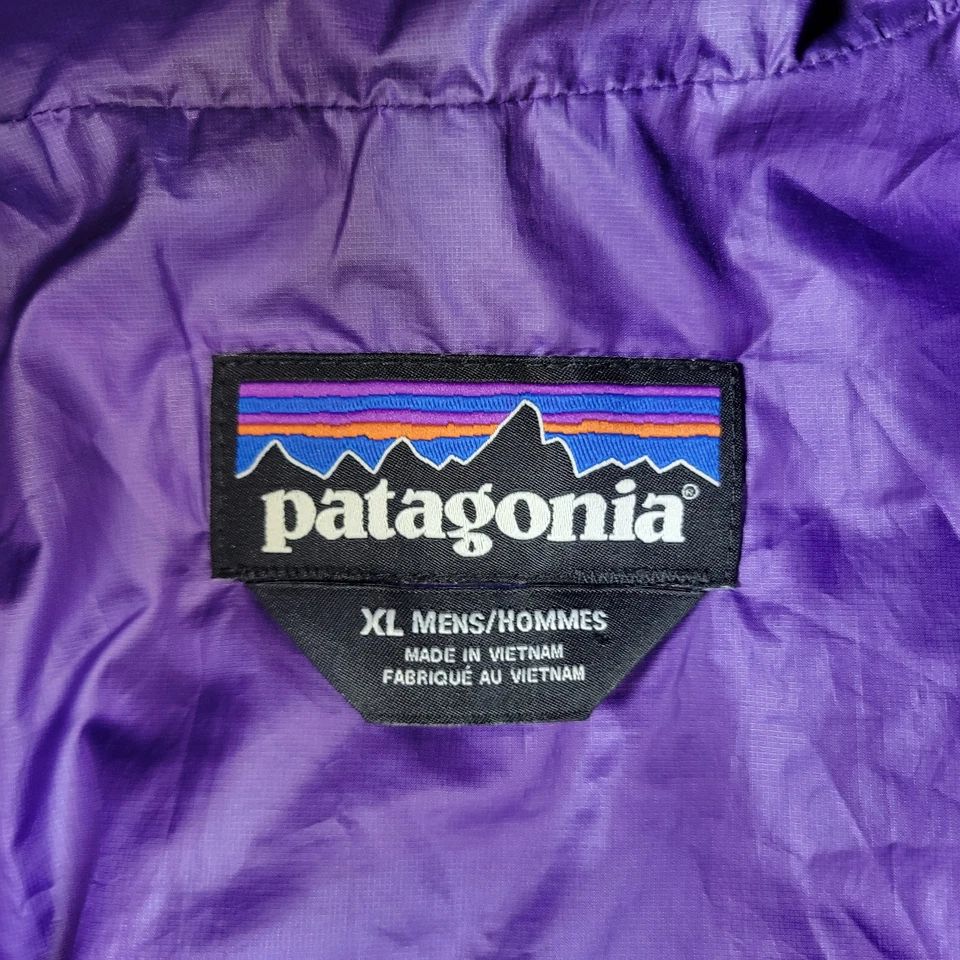 patagonia®
XL MENS/HOMMES
MADE IN VIETNAM
FABRIQUÉ AU VIETNAM